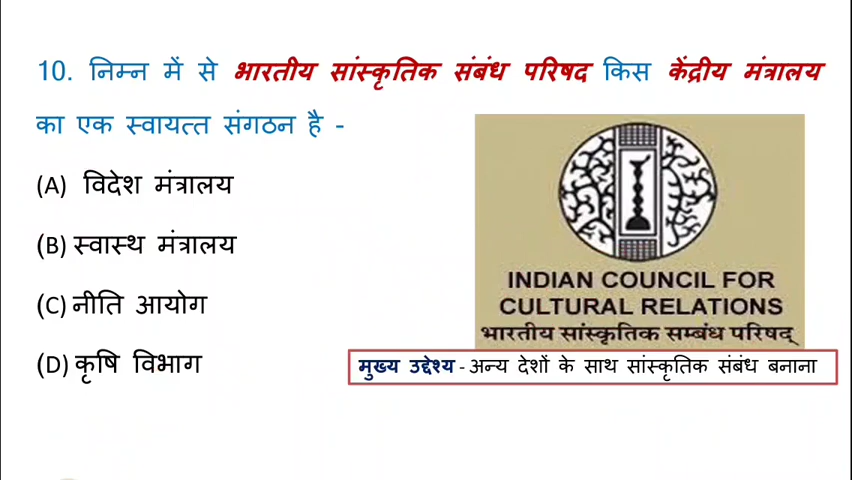 10. निम्न में से भारतीय सांस्कृतिक संबंध परिषद किस केंद्रीय मंत्रालय
का एक स्वायत्त संगठन है -
(A) विदेश मंत्रालय
(B) स्वास्थ मंत्रालय
(C) नीति आयोग
(D) कृषि विभाग
INDIAN COUNCIL FOR
CULTURAL RELATIONS
भारतीय सांस्कृतिक सम्बंध परिषद्
मुख्य उद्देश्य - अन्य देशों के साथ सांस्कृतिक संबंध बनाना